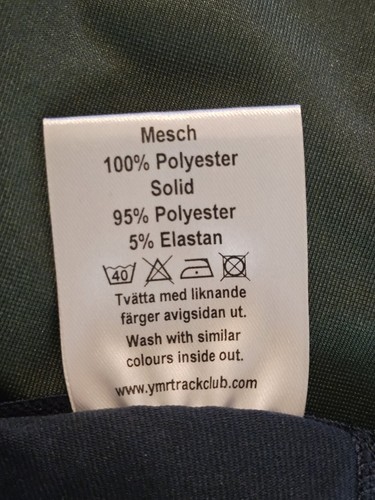 Mesch
100% Polyester
Solid
95% Polyester
5% Elastan
40
Tvätta med liknande
färger avigsidan ut.
Wash with similar
colours inside out.
www.ymrtrackclub.com